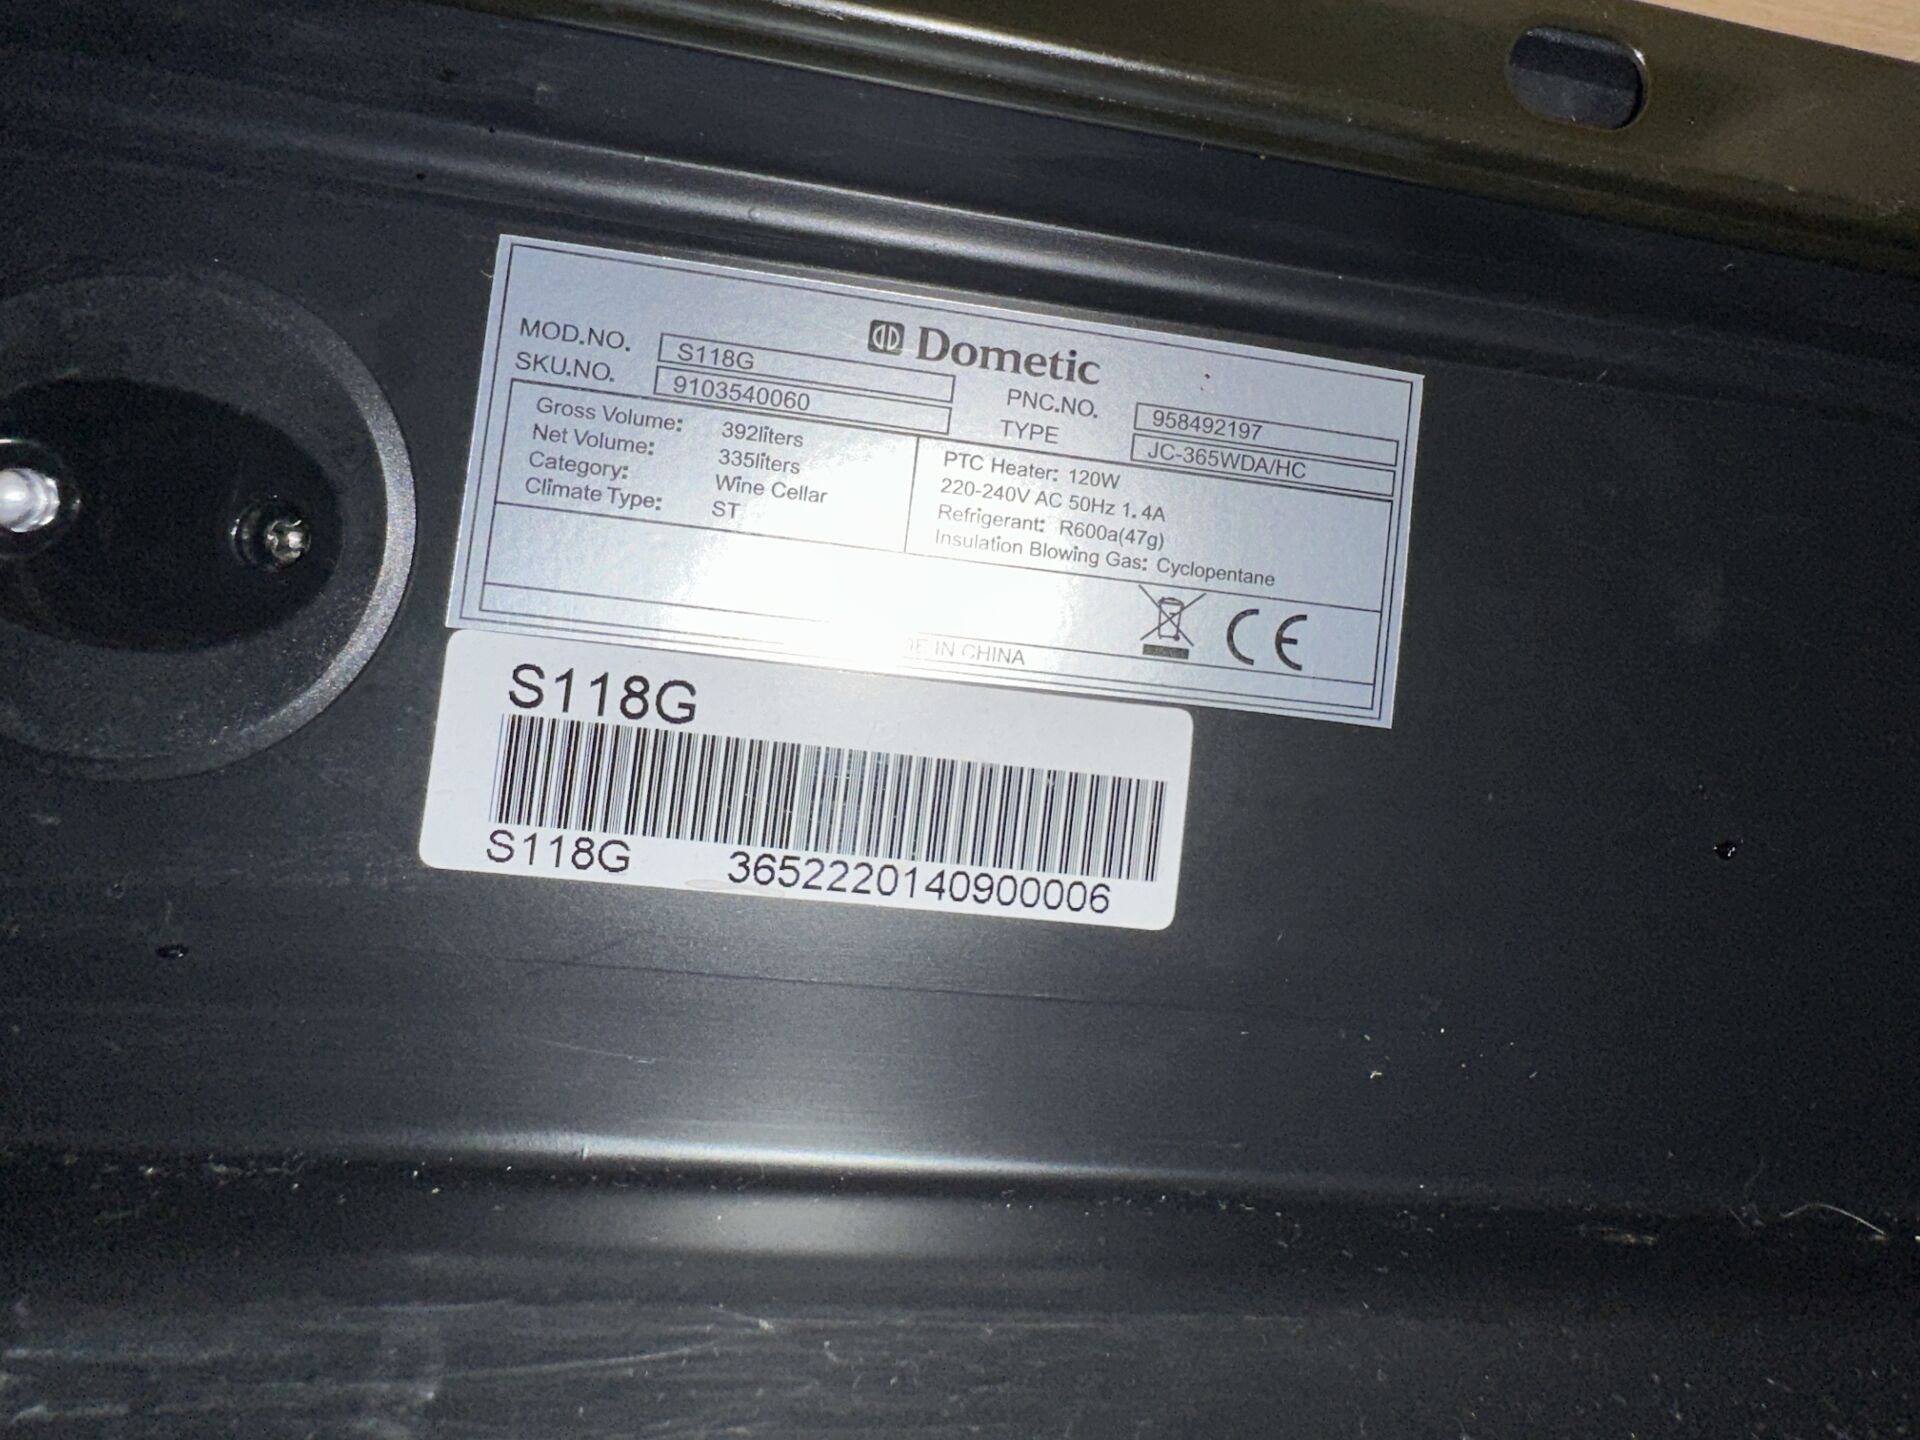 Dometic
MOD.NO. S118G
SKU.NO. 9103540060
PNC.NO. 958492197
TYPE JC-365WDA/HC
Gross Volume: 392liters
Net Volume: 335liters
Category: Wine Cellar
Climate Type: ST
PTC Heater: 120W
220-240V AC 50Hz 1.4A
Refrigerant: R600a(47g)
Insulation Blowing Gas: Cyclopentane
CE
IN CHINA
S118G
S118G 3652220140900006